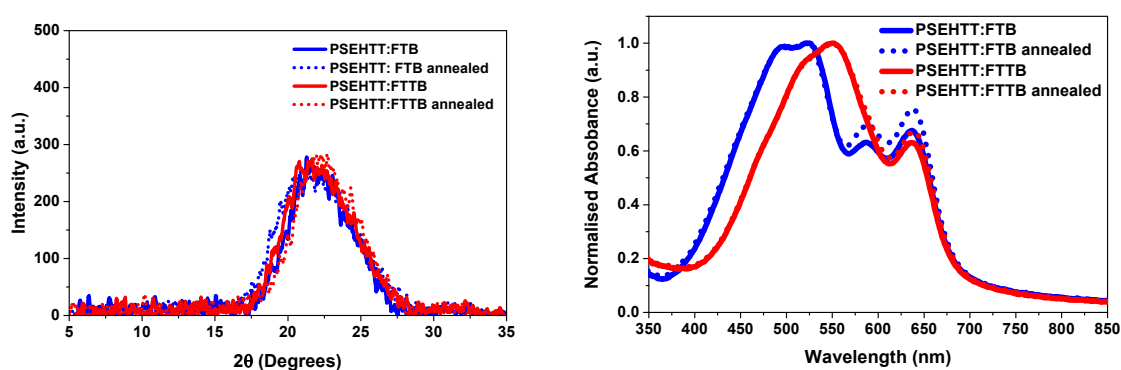 500
400
300
200
100
0
Intensity (a.u.)
PSEHTT:FTB
PSEHTT: FTB annealed
PSEHTT:FTTB
PSEHTT:FTTB annealed
5 10 15 20 25 30 35
2θ (Degrees)
1.0
0.8
0.6
0.4
0.2
0.0
Normalised Absobance (a.u.)
PSEHTT:FTB
PSEHTT:FTB annealed
PSEHTT:FTTB
PSEHTT:FTTB annealed
350 400 450 500 550 600 650 700 750 800 850
Wavelength (nm)